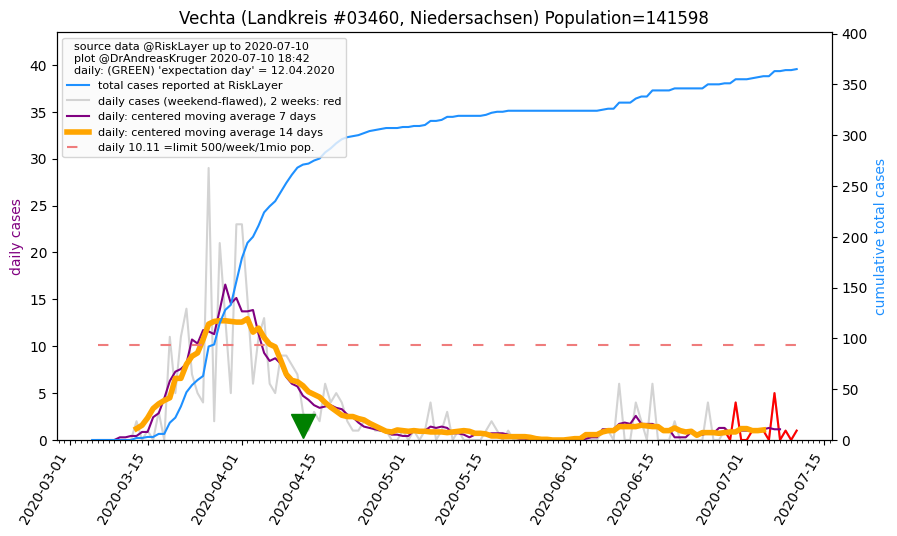 Vechta (Landkreis #03460, Niedersachsen) Population=141598
source data @RiskLayer up to 2020-07-10
plot @DrAndreasKruger 2020-07-10 18:42
daily: (GREEN) 'expectation day' = 12.04.2020
total cases reported at RiskLayer
daily cases (weekend-flawed), 2 weeks: red
daily: centered moving average 7 days
daily: centered moving average 14 days
daily 10.11 =limit 500/week/1mio pop.
daily cases
40
35
30
25
20
15
10
5
0
cumulative total cases
400
350
300
250
200
150
100
50
0
2020-03-01
2020-03-15
2020-04-01
2020-04-15
2020-05-01
2020-05-15
2020-06-01
2020-06-15
2020-07-01
2020-07-15